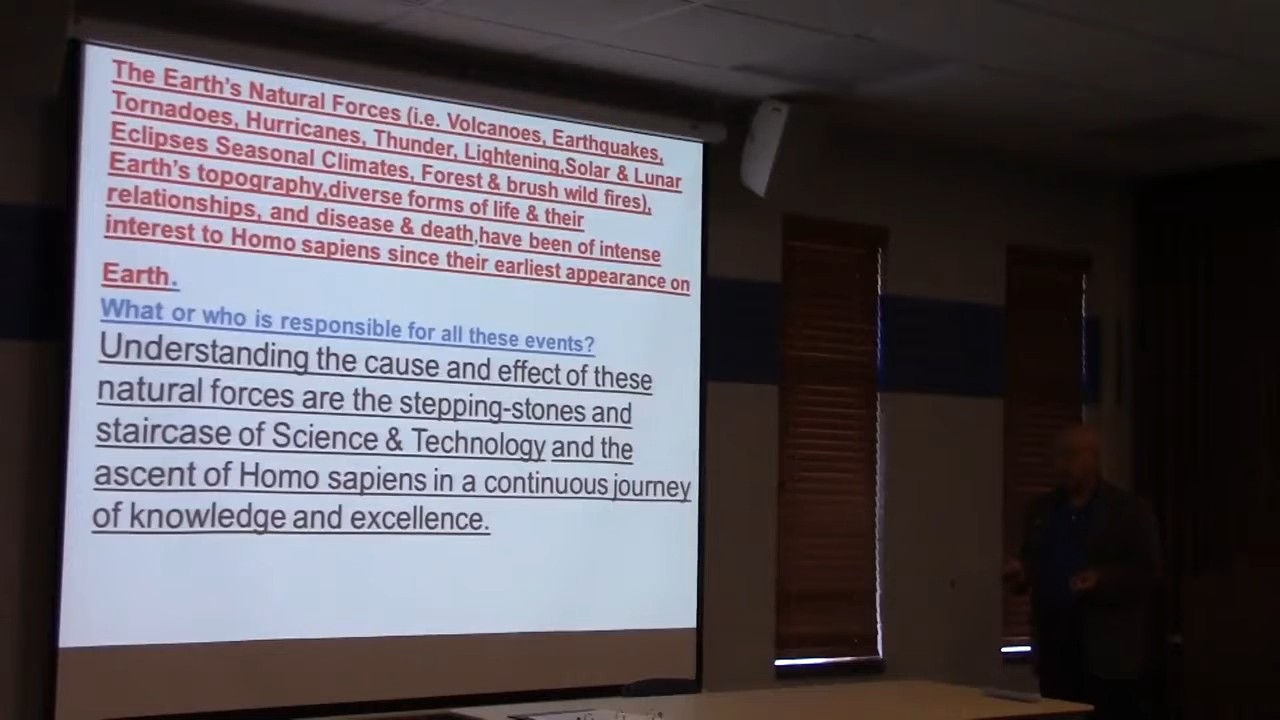 The Earth's Natural Forces (i.e. Volcanoes, Earthquakes,
Tornadoes, Hurricanes, Thunder, Lightening,Solar & Lunar
Eclipses Seasonal Climates, Forest & brush wild fires),
Earth's topography,diverse forms of life & their
relationships, and disease & death,have been of intense
interest to Homo sapiens since their earliest appearance on
Earth.
What or who is responsible for all these events?
Understanding the cause and effect of these
natural forces are the stepping-stones and
staircase of Science & Technology and the
ascent of Homo sapiens in a continuous journey
of knowledge and excellence.